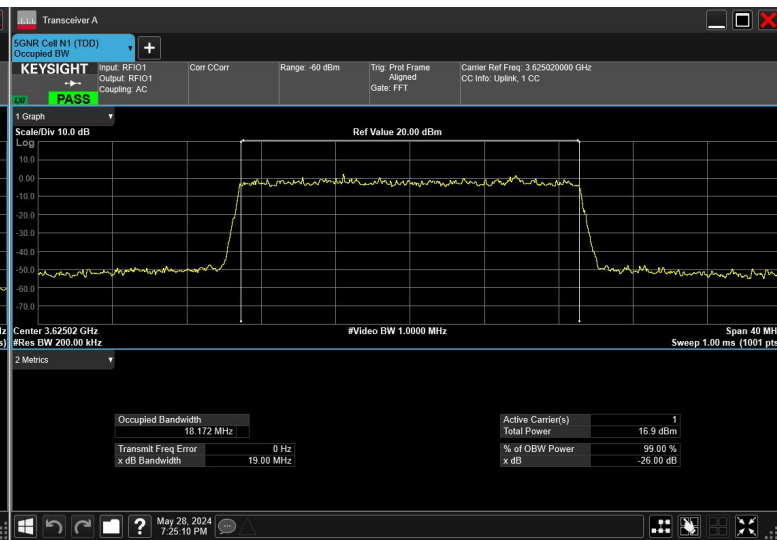 Transceiver A
5GNR Cell N1 (TDD)
Occupied BW
KEYSIGHT
LXI
PASS
Input: RFIO1
Output: RFIO1
Coupling: AC
Corr CCorr
Range: -60 dBm
Trig: Prot Frame
Aligned
Gate: FFT
Carrier Ref Freq: 3.625020000 GHz
CC Info: Uplink, 1 CC
1 Graph
Scale/Div 10.0 dB
Ref Value 20.00 dBm
Log
10.0
0.00
-10.0
-20.0
-30.0
-40.0
-50.0
-60.0
-70.0
Hz
Center 3.62502 GHz
#Video BW 1.0000 MHz
Span 40 MH
s)
#Res BW 200.00 kHz
Sweep 1.00 ms (1001 pts
2 Metrics
Occupied Bandwidth
18.172 MHz
Transmit Freq Error 0 Hz
x dB Bandwidth 19.00 MHz
Active Carrier(s) 1
Total Power 16.9 dBm
% of OBW Power 99.00 %
x dB -26.00 dB
?
May 28, 2024
7:25:10 PM